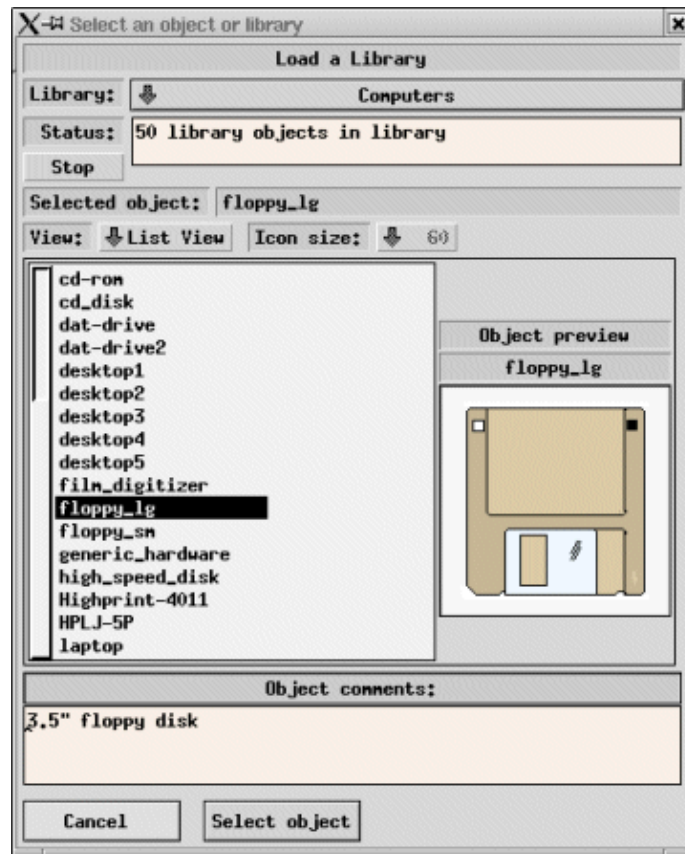 Select an object or library
Load a Library
Library: Computers
Status: 50 library objects in library
Stop
Selected object: floppy_lg
View: List View Icon size: 60
cd-rom
cd_disk
dat-drive
dat-drive2
desktop1
desktop2
desktop3
desktop4
desktop5
film_digitizer
floppy_lg
floppy_sm
generic_hardware
high_speed_disk
Highprint-4011
HPLJ-5P
laptop
Object preview
floppy_lg
Object comments:
3.5" floppy disk
Cancel Select object